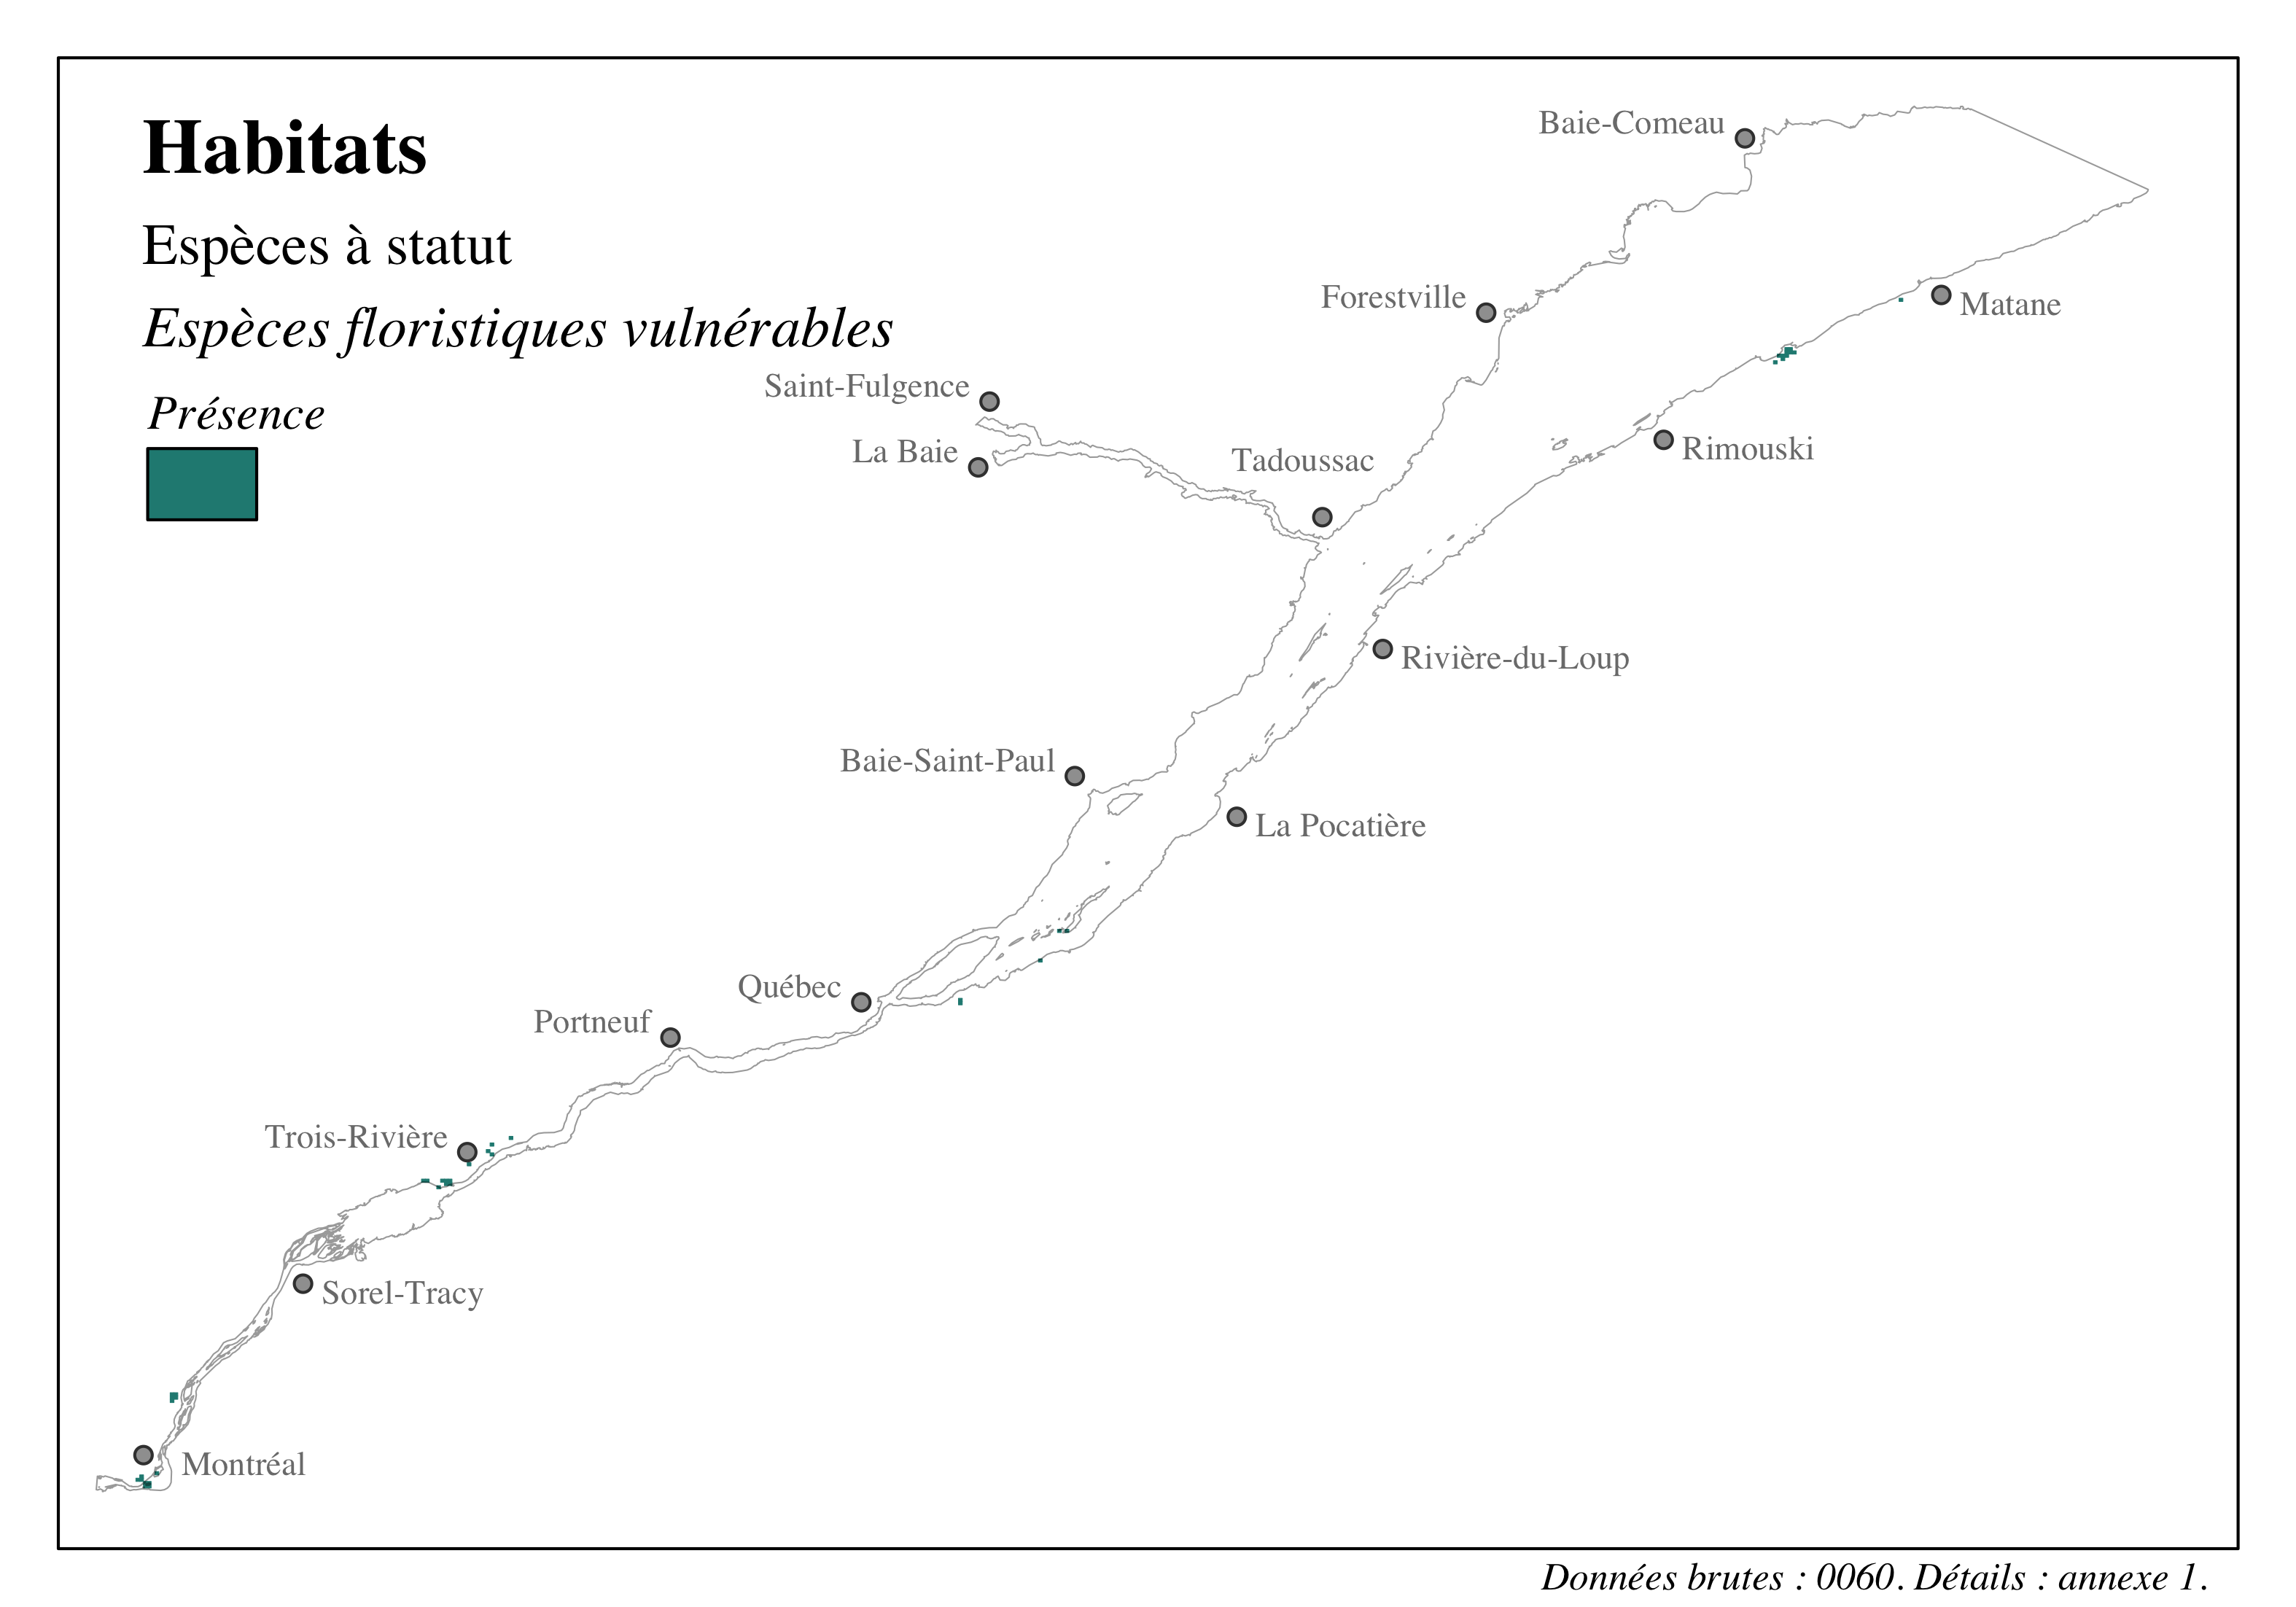 Habitats
Espèces à statut
Espèces floristiques vulnérables
Présence
Baie-Comeau
Forestville
Matane
Saint-Fulgence
La Baie
Tadoussac
Rimouski
Rivière-du-Loup
Baie-Saint-Paul
La Pocatière
Québec
Portneuf
Trois-Rivière
Sorel-Tracy
Montréal
Données brutes : 0060. Détails : annexe 1.